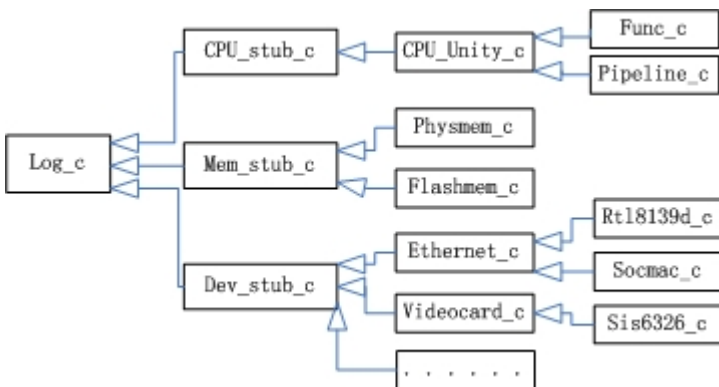 Func_c
CPU_stub_c
CPU_Unity_c
Pipeline_c
Physmem_c
Log_c
Mem_stub_c
Flashmem_c
Rtl8139d_c
Ethernet_c
Socmac_c
Dev_stub_c
Videocard_c
Sis6326_c
. . . . . .